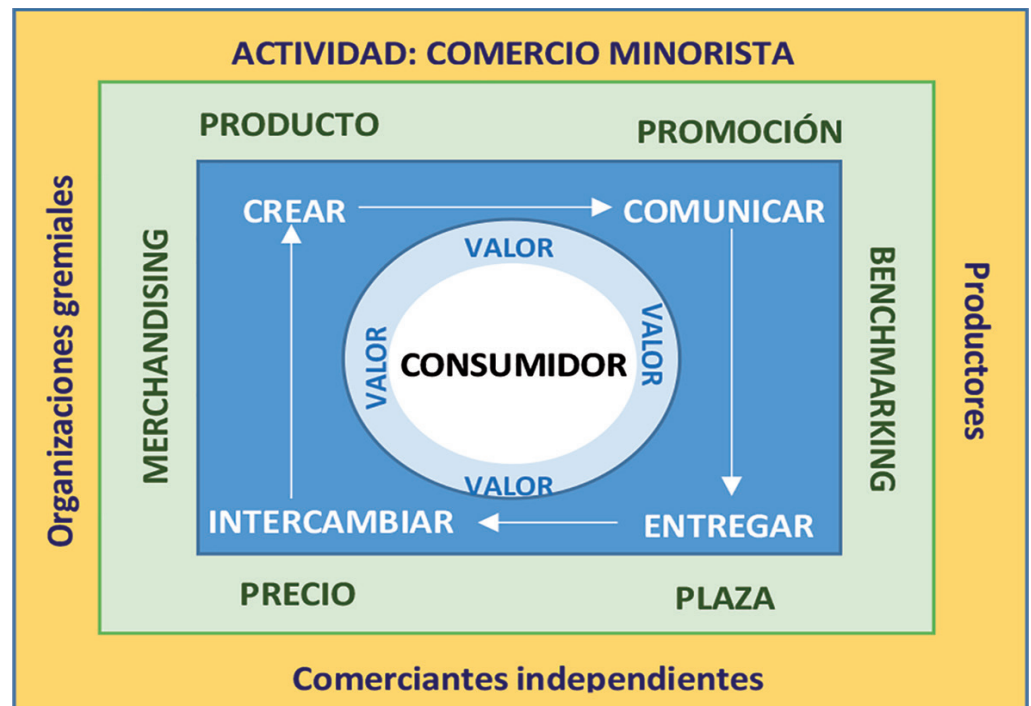 ACTIVIDAD: COMERCIO MINORISTA
PRODUCTO
PROMOCIÓN
CREAR
COMUNICAR
VALOR
Organizaciones gremiales
MERCHANDISING
VALOR
CONSUMIDOR
VALOR
BENCHMARKING
Productores
VALOR
INTERCAMBIAR
ENTREGAR
PRECIO
PLAZA
Comerciantes independientes